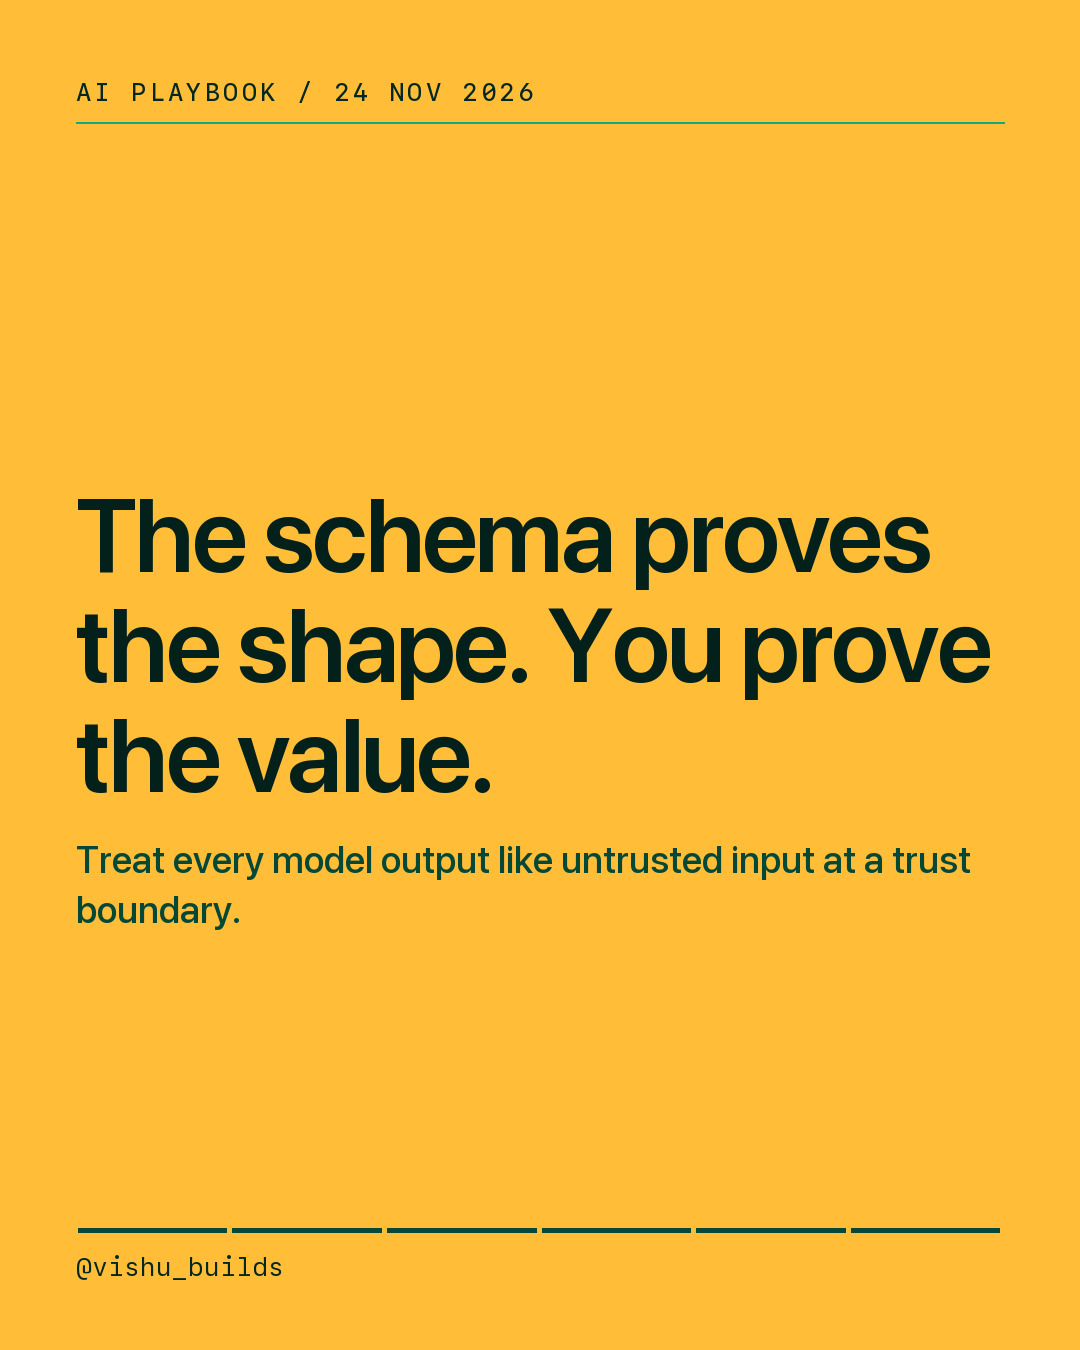 AI PLAYBOOK / 24 NOV 2026
The schema proves
the shape. You prove
the value.
Treat every model output like untrusted input at a trust
boundary.
@vishu_builds